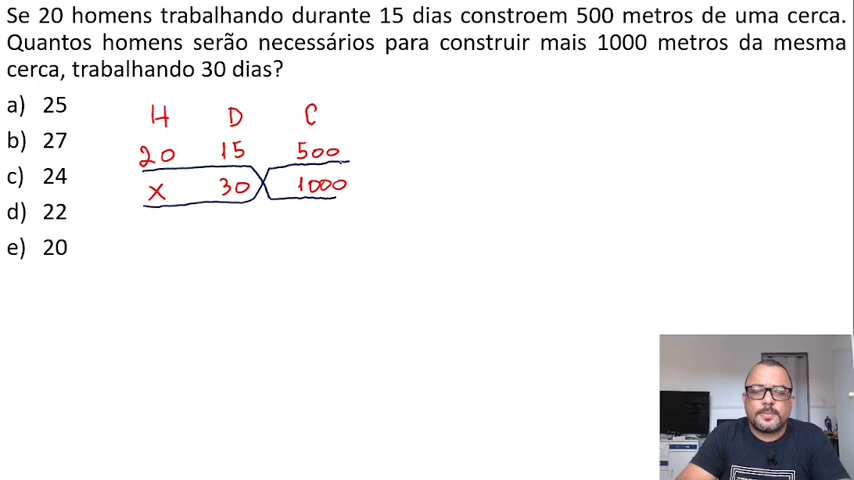 Se 20 homens trabalhando durante 15 dias constroem 500 metros de uma cerca.
Quantos homens serão necessários para construir mais 1000 metros da mesma
cerca, trabalhando 30 dias?
a) 25
b) 27
c) 24
d) 22
e) 20
H D C
20 15 500
X 30 1000